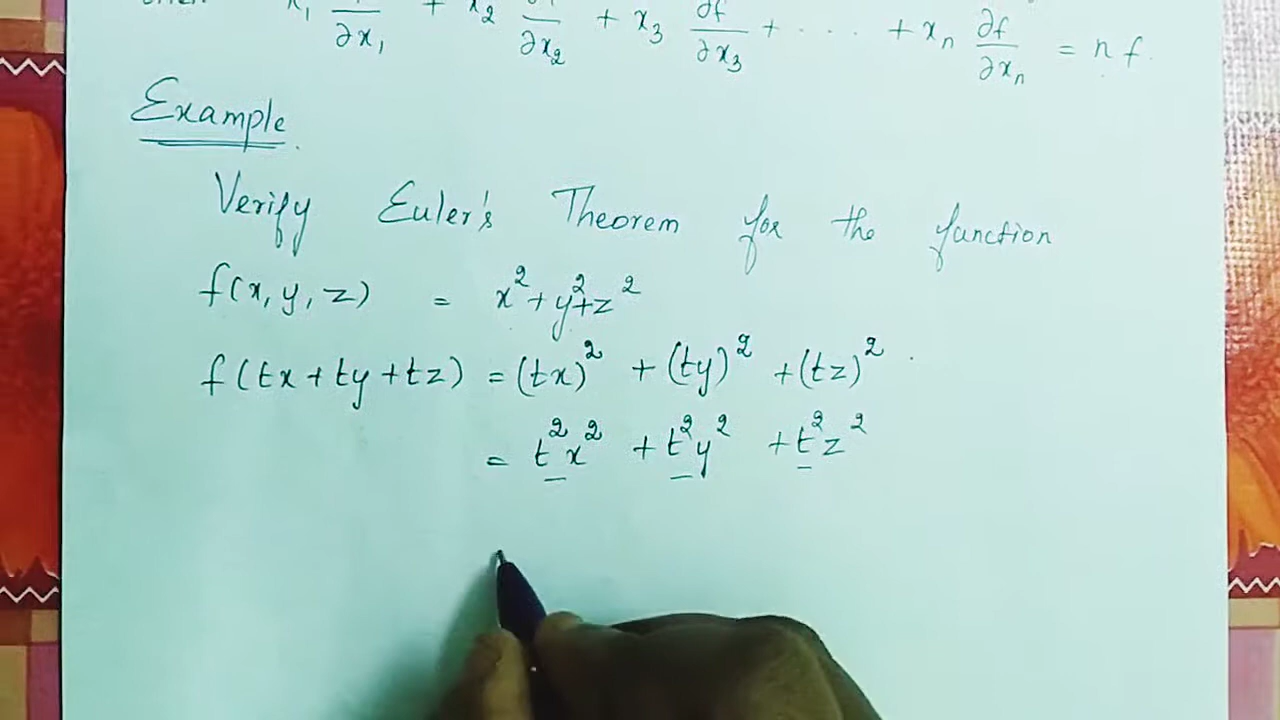 x₁ ∂f/∂x₁ + x₂ ∂f/∂x₂ + x₃ ∂f/∂x₃ + . . . . + xₙ ∂f/∂xₙ = n f.
Example
Verify Euler's Theorem for the function
f(x, y, z) = x² + y² + z²
f(tx + ty + tz) = (tx)² + (ty)² + (tz)²
= t²x² + t²y² + t²z²